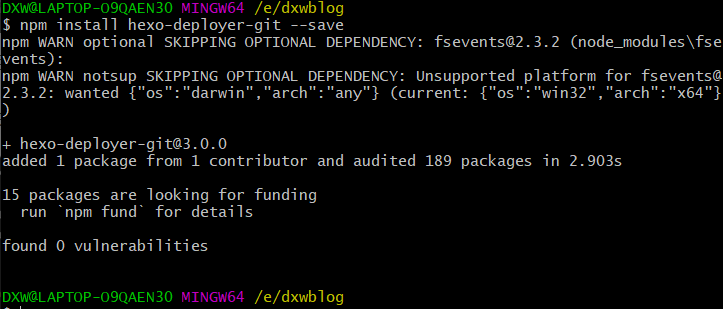 DXW@LAPTOP-O9QAEN30 MINGW64 /e/dxwblog
$ npm install hexo-deployer-git --save
npm WARN optional SKIPPING OPTIONAL DEPENDENCY: fsevents@2.3.2 (node_modules\fse
vents):
npm WARN notsup SKIPPING OPTIONAL DEPENDENCY: Unsupported platform for fsevents@
2.3.2: wanted {"os":"darwin","arch":"any"} (current: {"os":"win32","arch":"x64"}
)
+ hexo-deployer-git@3.0.0
added 1 package from 1 contributor and audited 189 packages in 2.903s
15 packages are looking for funding
run `npm fund` for details
found 0 vulnerabilities
DXW@LAPTOP-O9QAEN30 MINGW64 /e/dxwblog
$